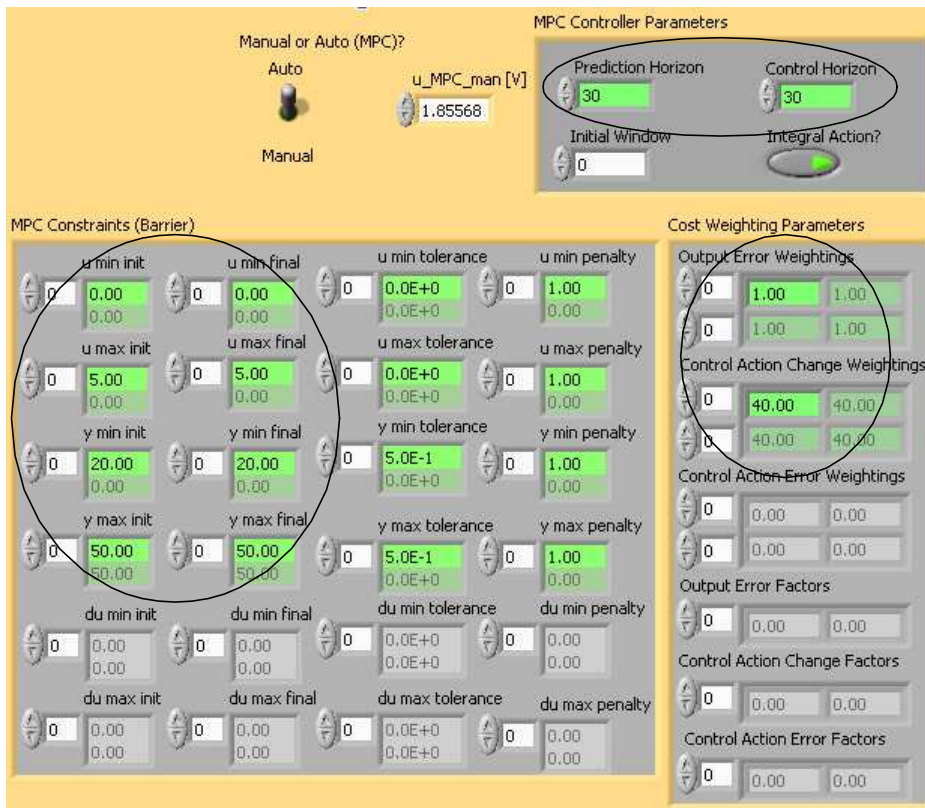 MPC Controller Parameters
Manual or Auto (MPC)?
Auto
u_MPC_man [V]
1.85568
Manual
Prediction Horizon Control Horizon
30 30
Initial Window Integral Action?
0
MPC Constraints (Barrier)
u min init u min final u min tolerance u min penalty
0 0.00 0 0.00 0 0.0E+0 0 1.00
0.00 0.00 0.0E+0 0.00
u max init u max final u max tolerance u max penalty
0 5.00 0 5.00 0 0.0E+0 0 1.00
0.00 0.00 0.0E+0 0.00
y min init y min final y min tolerance y min penalty
0 20.00 0 20.00 0 5.0E-1 0 1.00
0.00 0.00 0.0E+0 0.00
y max init y max final y max tolerance y max penalty
0 50.00 0 50.00 0 5.0E-1 0 1.00
50.00 50.00 0.0E+0 0.00
du min init du min final du min tolerance du min penalty
0 0.00 0 0.00 0 0.0E+0 0 0.00
0.00 0.00 0.0E+0 0.00
du max init du max final du max tolerance du max penalty
0 0.00 0 0.00 0 0.0E+0 0 0.00
0.00 0.00 0.0E+0 0.00
Cost Weighting Parameters
Output Error Weightings
0 1.00 1.00
0 1.00 1.00
Control Action Change Weightings
0 40.00 40.00
0 40.00 40.00
Control Action Error Weightings
0 0.00 0.00
0 0.00 0.00
Output Error Factors
0 0.00 0.00
Control Action Change Factors
0 0.00 0.00
Control Action Error Factors
0 0.00 0.00